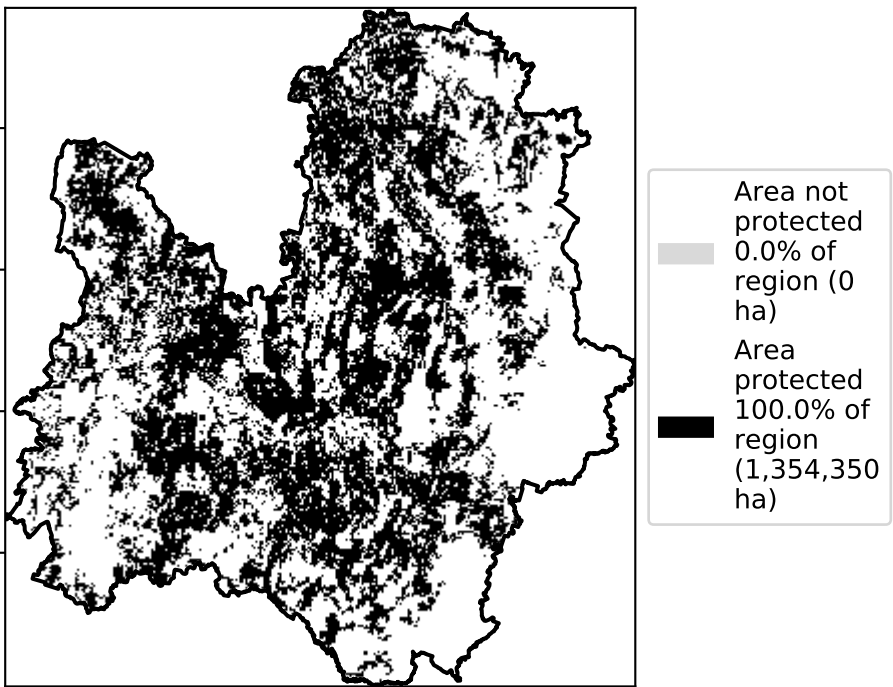 Area not
protected
0.0% of
region (0
ha)
Area
protected
100.0% of
region
(1,354,350
ha)